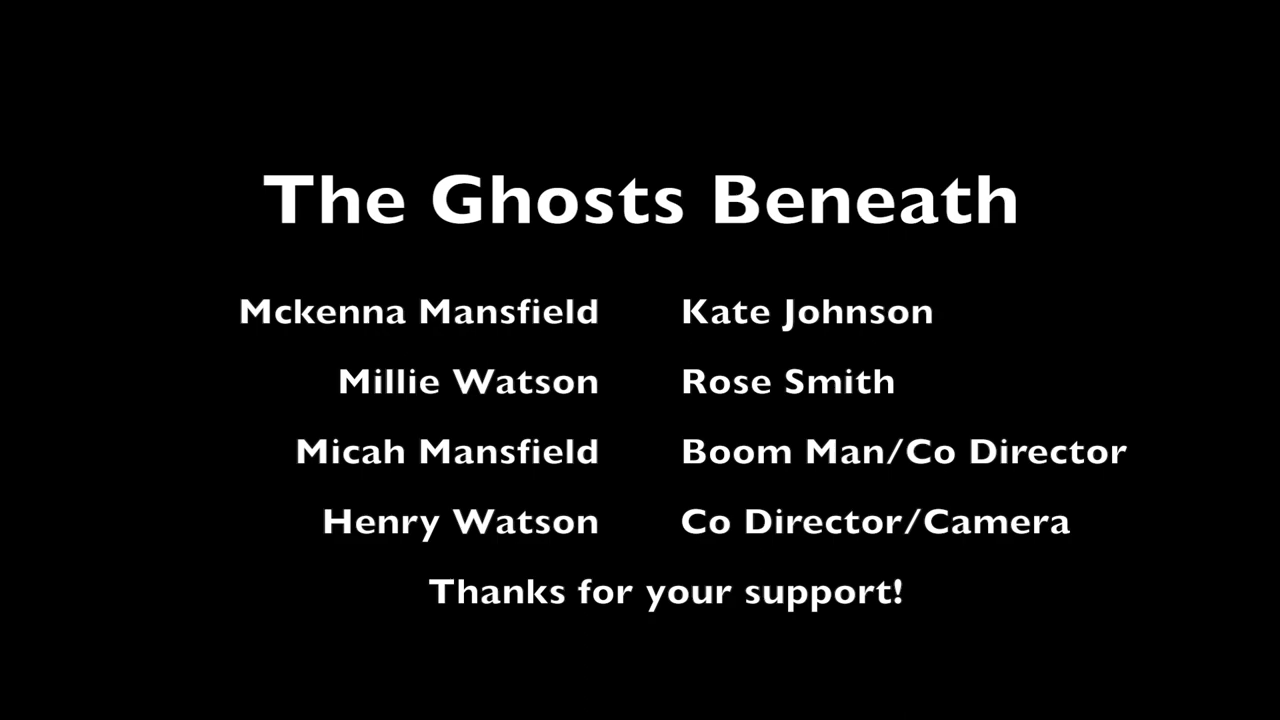 The Ghosts Beneath
Mckenna Mansfield Kate Johnson
Millie Watson Rose Smith
Micah Mansfield Boom Man/Co Director
Henry Watson Co Director/Camera
Thanks for your support!